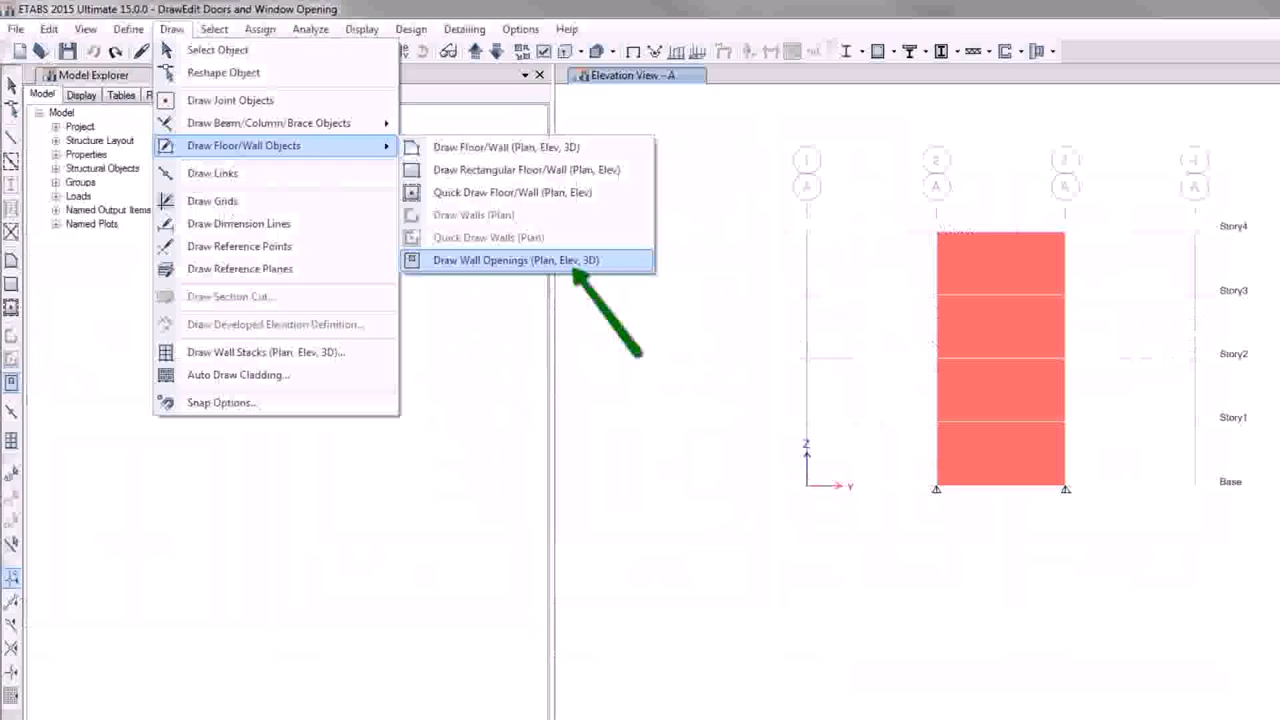 ETABS 2015 Ultimate 15.0.0 - DrawEdit Doors and Window Opening
File Edit View Define Draw Select Assign Analyze Display Design Detailing Options Help
Model Explorer
Model Display Tables
Model
Project
Structure Layout
Properties
Structural Objects
Groups
Loads
Named Output Items
Named Plots
Select Object
Reshape Object
Draw Joint Objects
Draw Beam/Column/Brace Objects
Draw Floor/Wall Objects
Draw Links
Draw Grids
Draw Dimension Lines
Draw Reference Points
Draw Reference Planes
Draw Section Cut...
Draw Developed Elevation Definition...
Draw Wall Stacks (Plan, Elev, 3D)...
Auto Draw Cladding...
Snap Options...
Draw Floor/Wall (Plan, Elev, 3D)
Draw Rectangular Floor/Wall (Plan, Elev)
Quick Draw Floor/Wall (Plan, Elev)
Draw Walls (Plan)
Quick Draw Walls (Plan)
Draw Wall Openings (Plan, Elev, 3D)
Elevation View - A
1 2 3 4
A A A A
Story4
Story3
Story2
Story1
Base
Z
Y